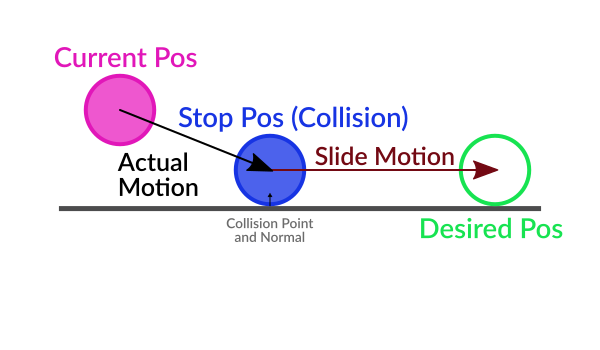 Current Pos
Stop Pos (Collision)
Actual
Motion
Slide Motion
Collision Point
and Normal
Desired Pos